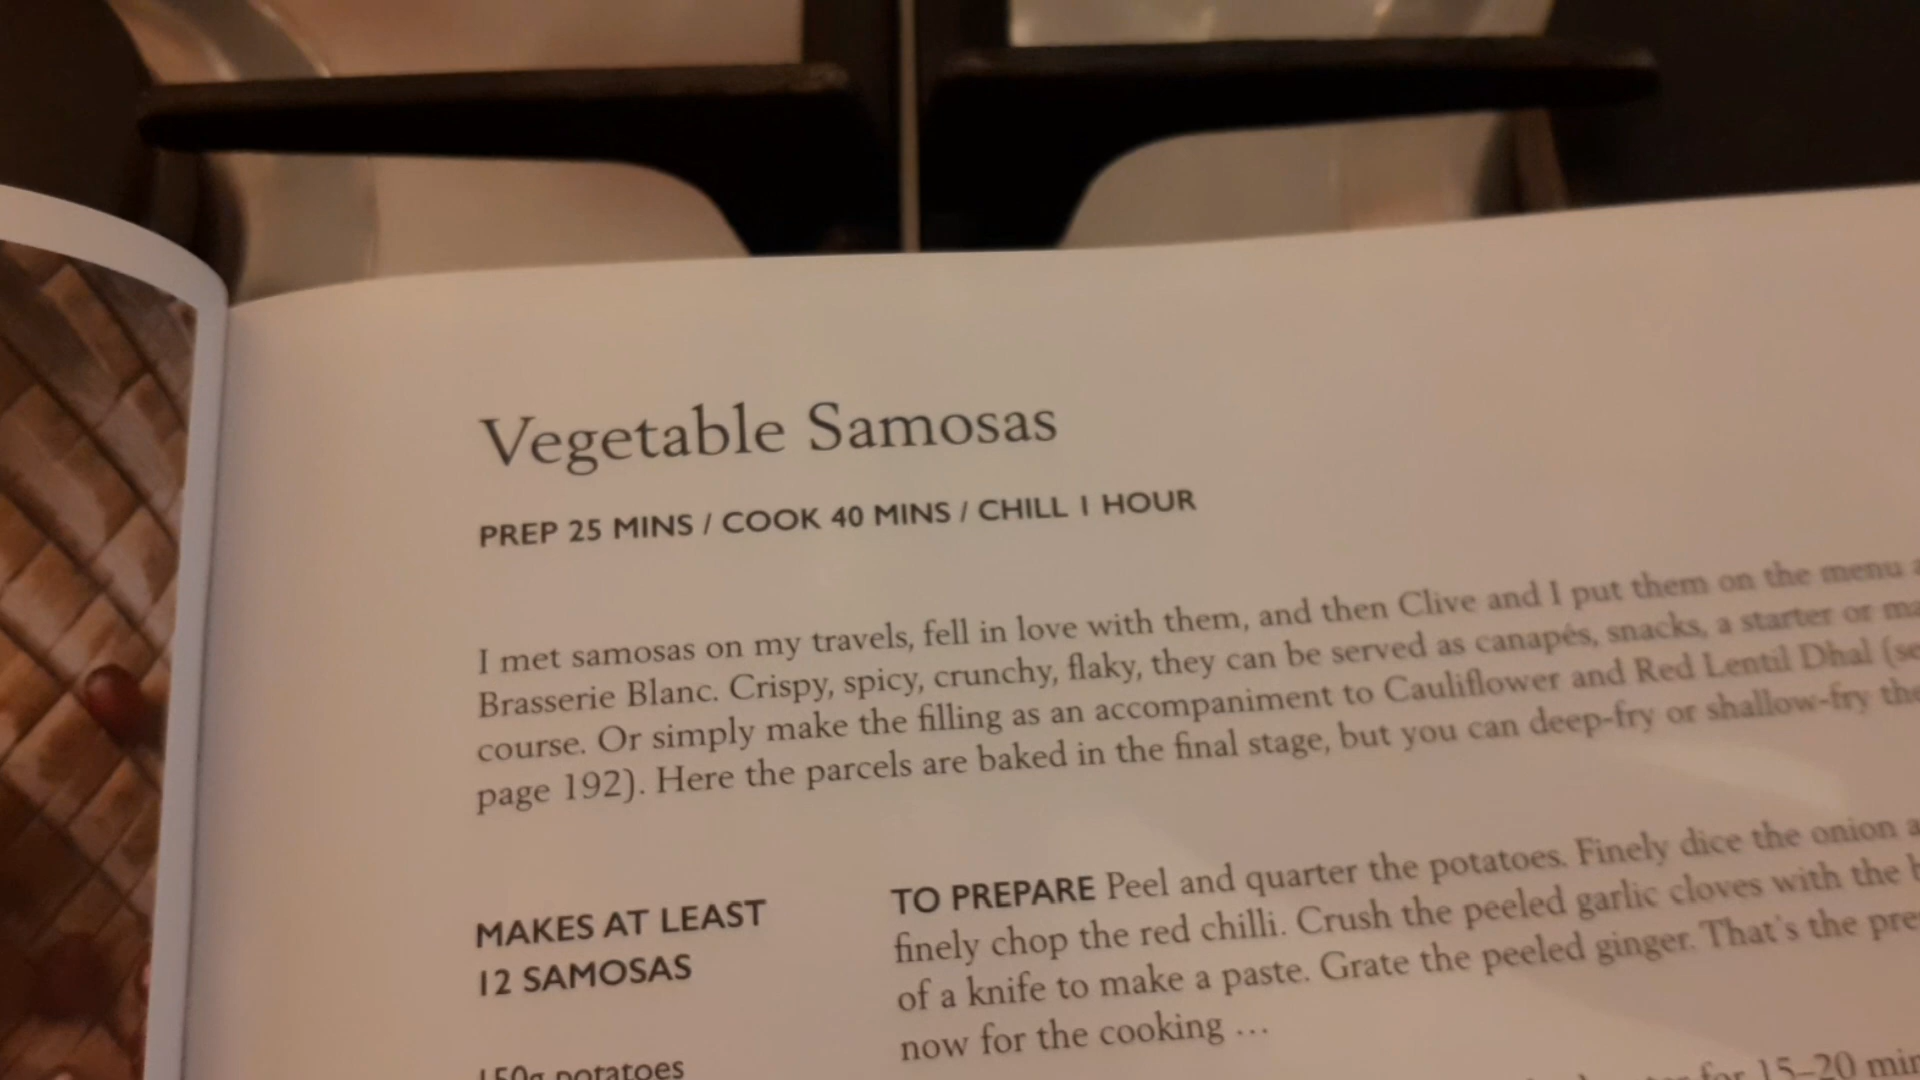 Vegetable Samosas
PREP 25 MINS / COOK 40 MINS / CHILL 1 HOUR
I met samosas on my travels, fell in love with them, and then Clive and I put them on the menu
Brasserie Blanc. Crispy, spicy, crunchy, flaky, they can be served as canapés, snacks, a starter or
course. Or simply make the filling as an accompaniment to Cauliflower and Red Lentil Dhal
page 192). Here the parcels are baked in the final stage, but you can deep-fry or shallow-fry
MAKES AT LEAST
12 SAMOSAS
150g potatoes
TO PREPARE Peel and quarter the potatoes. Finely dice the onion
finely chop the red chilli. Crush the peeled garlic cloves with the
of a knife to make a paste. Grate the peeled ginger. That's the
now for the cooking ...
for 15–20